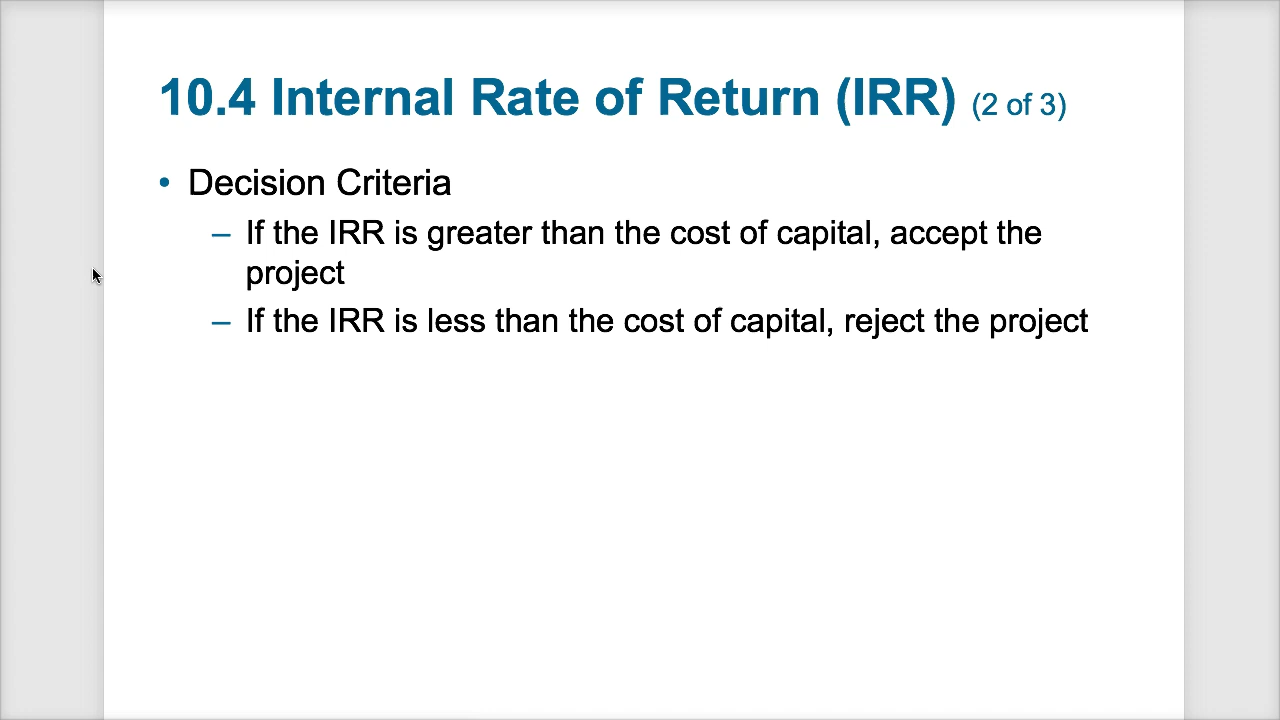 10.4 Internal Rate of Return (IRR) (2 of 3)
• Decision Criteria
– If the IRR is greater than the cost of capital, accept the
project
– If the IRR is less than the cost of capital, reject the project